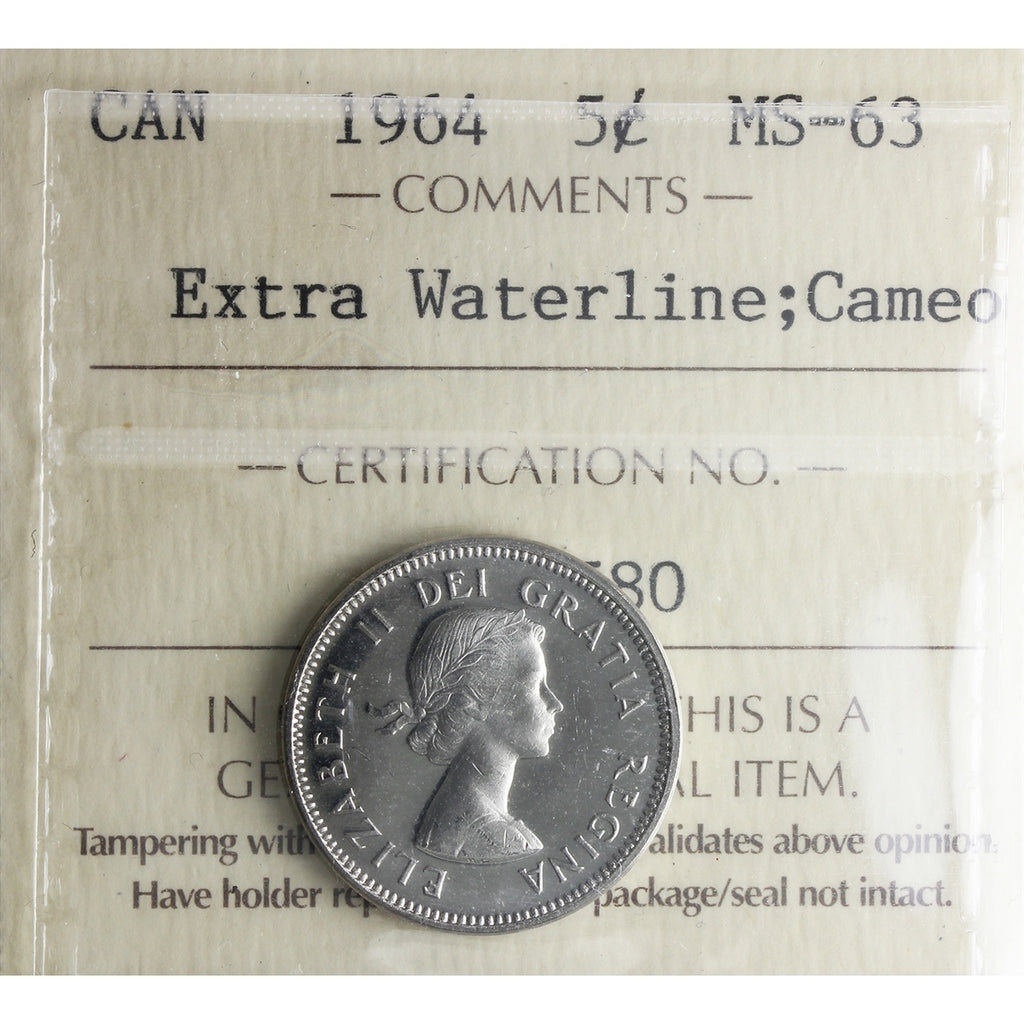 CAN 1964 5¢ MS-63
— COMMENTS —
Extra Waterline;Cameo
— CERTIFICATION NO. —
80
ELIZABETH II DEI GRATIA REGINA
IN HIS IS A
GE AL ITEM.
Tampering with alidates above opinion.
Have holder re package/seal not intact.